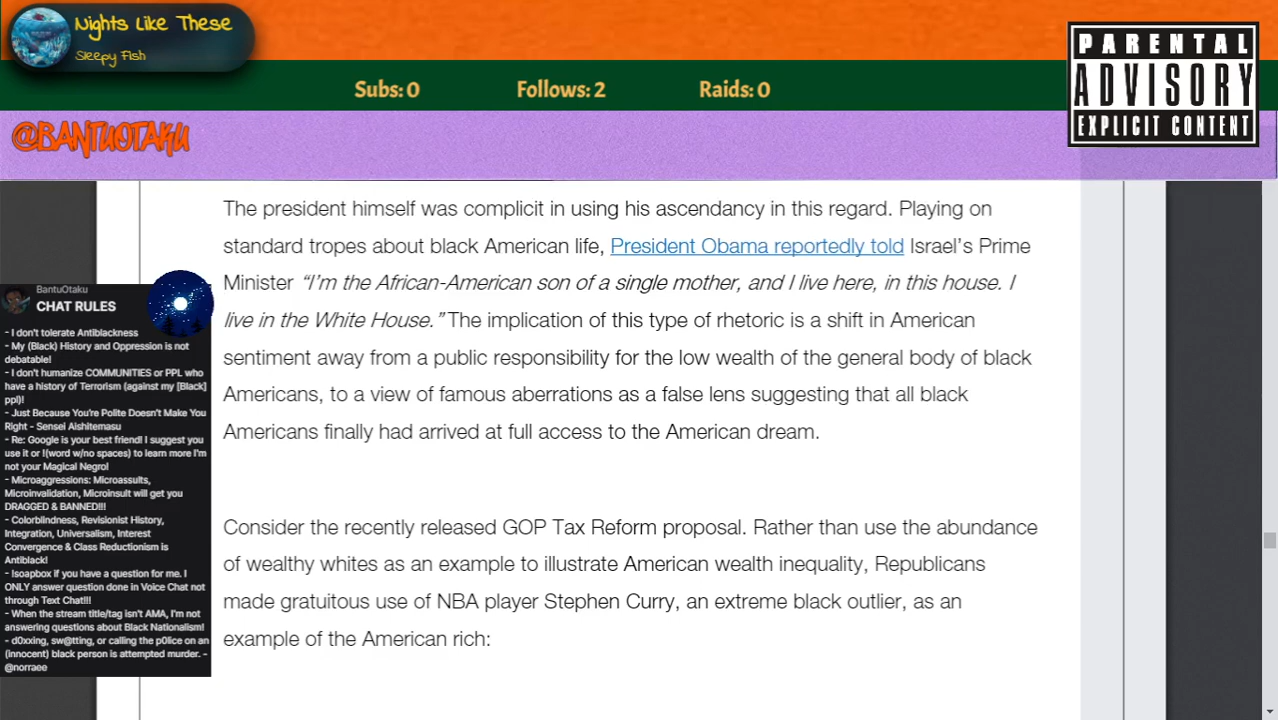 Nights Like These
Sleepy Fish
PARENTAL
ADVISORY
EXPLICIT CONTENT
Subs: 0 Follows: 2 Raids: 0
@BANTUOTAKU
The president himself was complicit in using his ascendancy in this regard. Playing on
standard tropes about black American life, President Obama reportedly told Israel's Prime
Minister “I'm the African-American son of a single mother, and I live here, in this house. I
live in the White House.” The implication of this type of rhetoric is a shift in American
sentiment away from a public responsibility for the low wealth of the general body of black
Americans, to a view of famous aberrations as a false lens suggesting that all black
Americans finally had arrived at full access to the American dream.
Consider the recently released GOP Tax Reform proposal. Rather than use the abundance
of wealthy whites as an example to illustrate American wealth inequality, Republicans
made gratuitous use of NBA player Stephen Curry, an extreme black outlier, as an
example of the American rich:
BantuOtaku
CHAT RULES
- I don't tolerate Antiblackness
- My (Black) History and Oppression is not
debatable!
- I don't humanize COMMUNITIES or PPL who
have a history of Terrorism (against my [Black]
ppl)!
- Just Because You're Polite Doesn't Make You
Right - Sensei Aishitemasu
- Re: Google is your best friend! I suggest you
use it or !(word w/no spaces) to learn more I'm
not your Magical Negro!
- Microaggressions: Microassults,
Microinvalidation, Microinsult will get you
DRAGGED & BANNED!!!
- Colorblindness, Revisionist History,
Integration, Universalism, Interest
Convergence & Class Reductionism is
Antiblack!
- !soapbox if you have a question for me. I
ONLY answer question done in Voice Chat not
through Text Chat!!!
- When the stream title/tag isn't AMA, I'm not
answering questions about Black Nationalism!
- d0xxing, sw@tting, or calling the p0lice on an
(innocent) black person is attempted murder. -
@norraee